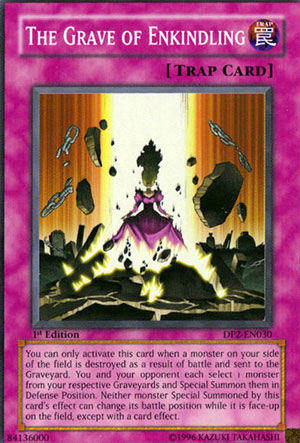 THE GRAVE OF ENKINDLING
TRAP
罠
[TRAP CARD]
1st Edition
DP2-EN030
You can only activate this card when a monster on your side
of the field is destroyed as a result of battle and sent to the
Graveyard. You and your opponent each select 1 monster
from your respective Graveyards and Special Summon them in
Defense Position. Neither monster Special Summoned by this
card's effect can change its battle position while it is face-up
on the field, except with a card effect.
84136000
©1996 KAZUKI TAKAHASHI